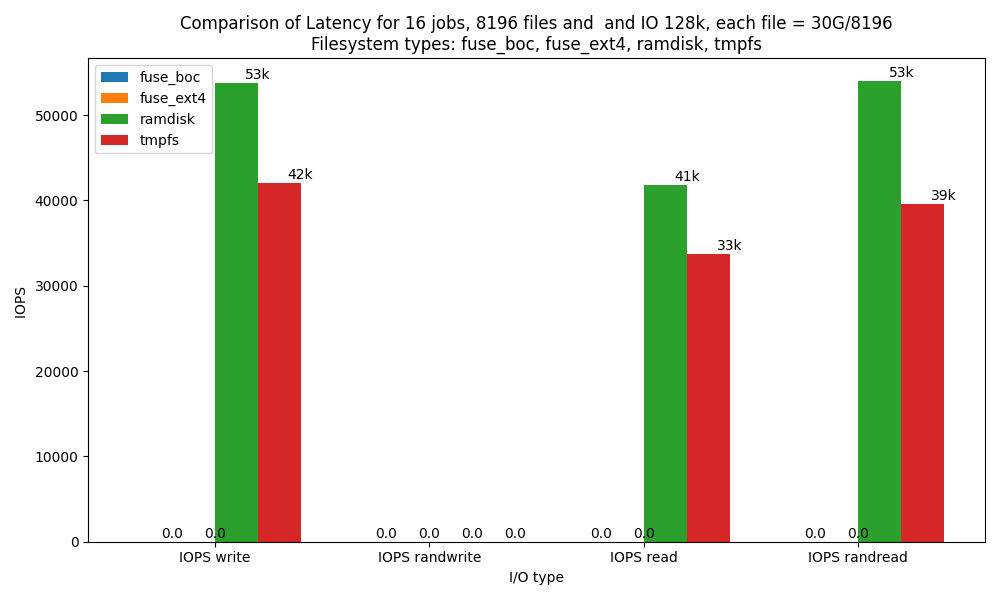 Comparison of Latency for 16 jobs, 8196 files and  and IO 128k, each file = 30G/8196
Filesystem types: fuse_boc, fuse_ext4, ramdisk, tmpfs
fuse_boc
fuse_ext4
ramdisk
tmpfs
IOPS
50000
40000
30000
20000
10000
0
0.0 0.0 53k 42k
0.0 0.0 0.0 0.0
0.0 0.0 41k 33k
0.0 0.0 53k 39k
IOPS write IOPS randwrite IOPS read IOPS randread
I/O type